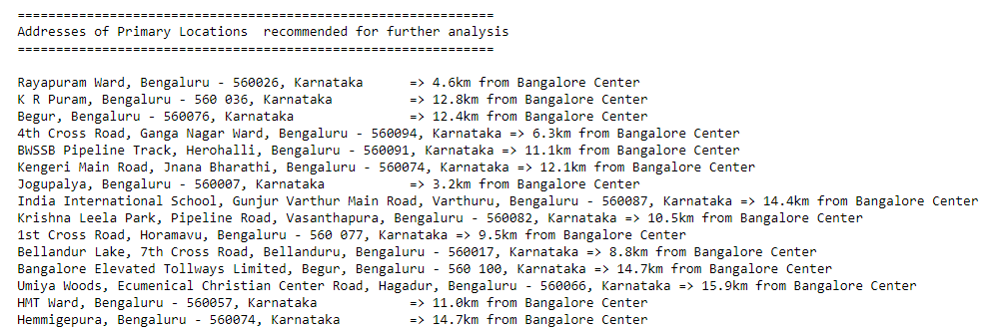 =============================================================
Addresses of Primary Locations  recommended for further analysis
=============================================================
Rayapuram Ward, Bengaluru - 560026, Karnataka      => 4.6km from Bangalore Center
K R Puram, Bengaluru - 560 036, Karnataka          => 12.8km from Bangalore Center
Begur, Bengaluru - 560076, Karnataka               => 12.4km from Bangalore Center
4th Cross Road, Ganga Nagar Ward, Bengaluru - 560094, Karnataka => 6.3km from Bangalore Center
BWSSB Pipeline Track, Herohalli, Bengaluru - 560091, Karnataka => 11.1km from Bangalore Center
Kengeri Main Road, Jnana Bharathi, Bengaluru - 560074, Karnataka => 12.1km from Bangalore Center
Jogupalya, Bengaluru - 560007, Karnataka           => 3.2km from Bangalore Center
India International School, Gunjur Varthur Main Road, Varthuru, Bengaluru - 560087, Karnataka => 14.4km from Bangalore Center
Krishna Leela Park, Pipeline Road, Vasanthapura, Bengaluru - 560082, Karnataka => 10.5km from Bangalore Center
1st Cross Road, Horamavu, Bengaluru - 560 077, Karnataka => 9.5km from Bangalore Center
Bellandur Lake, 7th Cross Road, Bellanduru, Bengaluru - 560017, Karnataka => 8.8km from Bangalore Center
Bangalore Elevated Tollways Limited, Begur, Bengaluru - 560 100, Karnataka => 14.7km from Bangalore Center
Umiya Woods, Ecumenical Christian Center Road, Hagadur, Bengaluru - 560066, Karnataka => 15.9km from Bangalore Center
HMT Ward, Bengaluru - 560057, Karnataka            => 11.0km from Bangalore Center
Hemmigepura, Bengaluru - 560074, Karnataka         => 14.7km from Bangalore Center